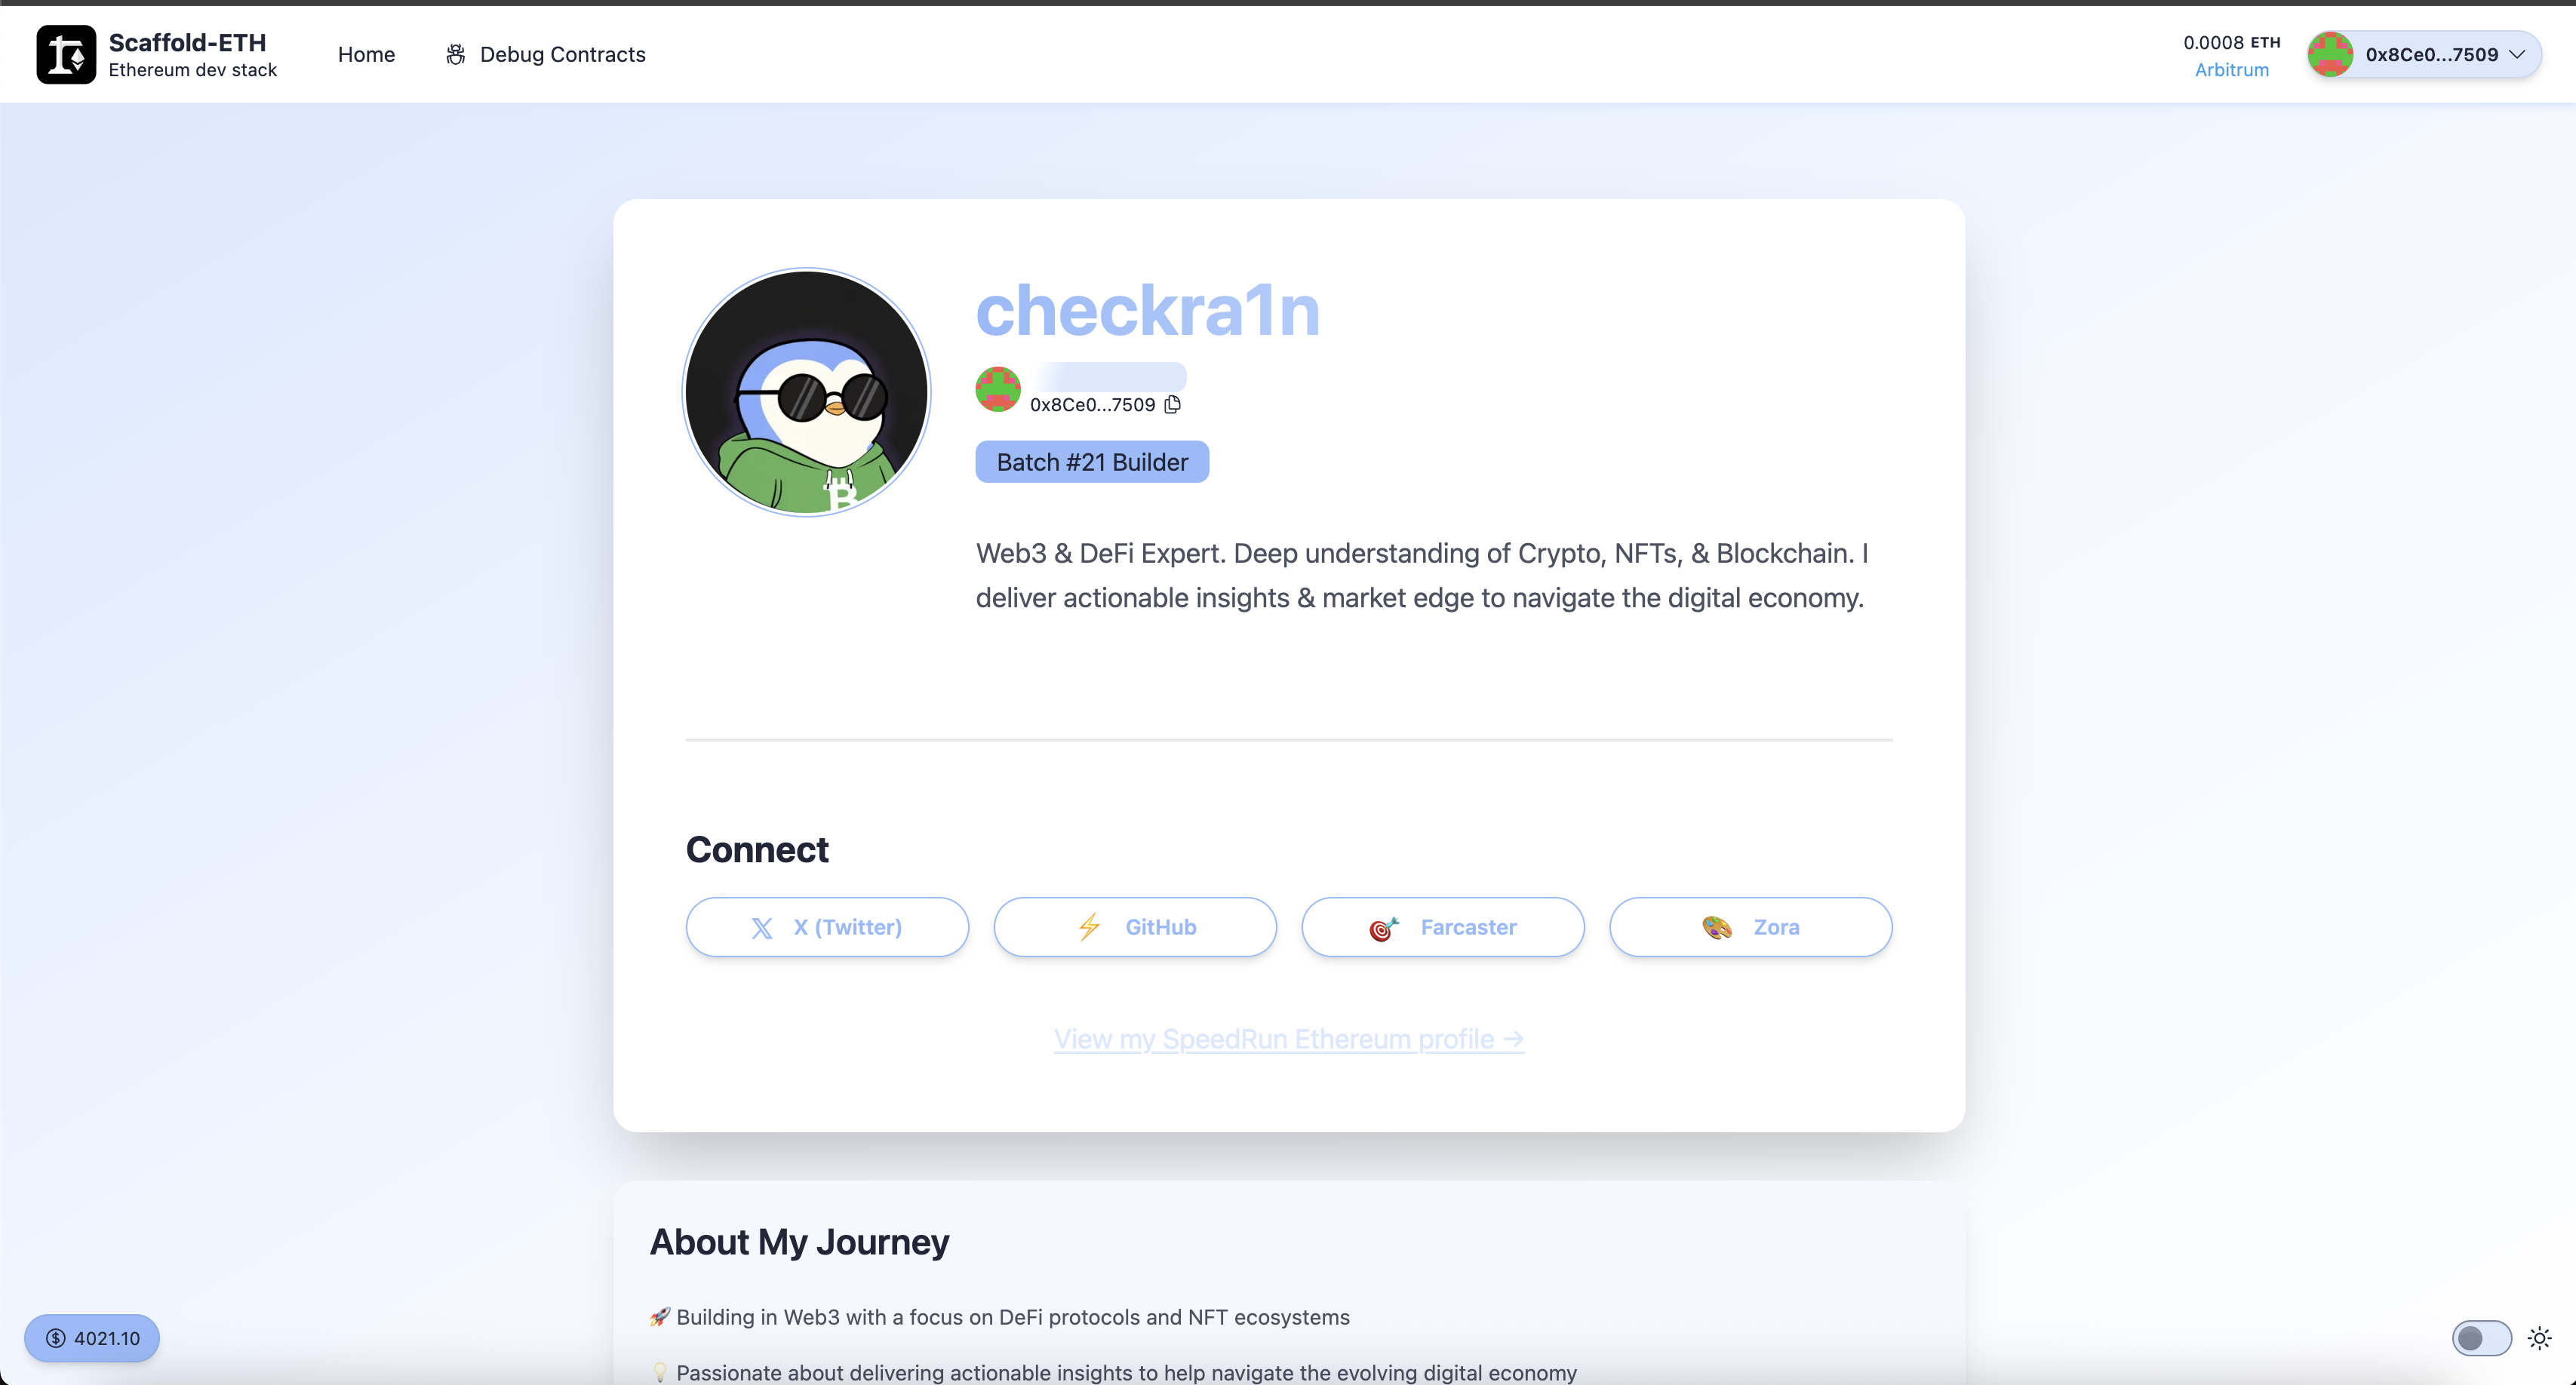 Scaffold-ETH
Ethereum dev stack
Home
Debug Contracts
0.0008 ETH
Arbitrum
0x8Ce0...7509
checkra1n
0x8Ce0...7509
Batch #21 Builder
Web3 & DeFi Expert. Deep understanding of Crypto, NFTs, & Blockchain. I
deliver actionable insights & market edge to navigate the digital economy.
Connect
X (Twitter)
GitHub
Farcaster
Zora
View my SpeedRun Ethereum profile →
About My Journey
🚀 Building in Web3 with a focus on DeFi protocols and NFT ecosystems
💡 Passionate about delivering actionable insights to help navigate the evolving digital economy
4021.10